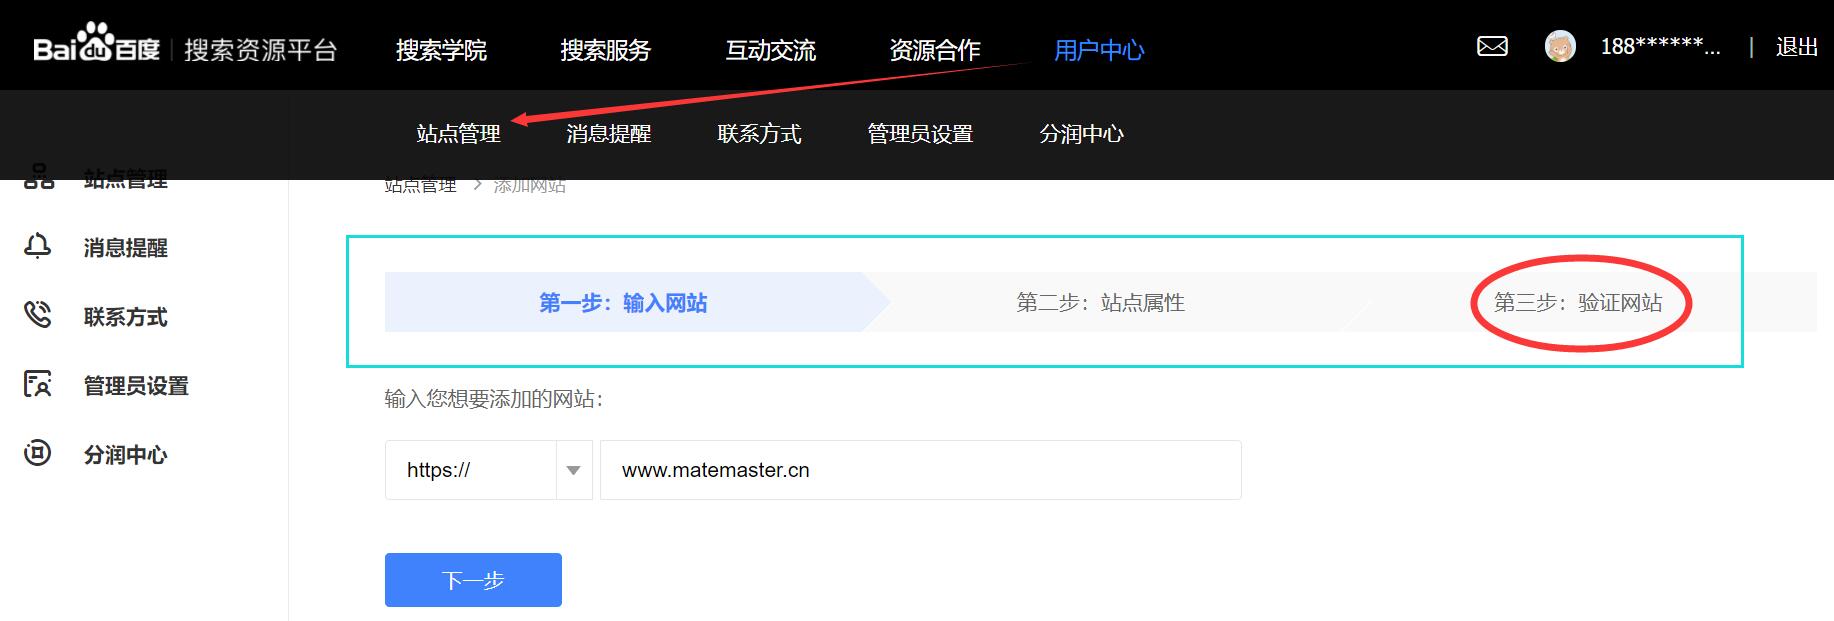 Bai du 百度 | 搜索资源平台 搜索学院 搜索服务 互动交流 资源合作 用户中心 188******... | 退出
站点管理 消息提醒 联系方式 管理员设置 分润中心
站点管理
消息提醒
联系方式
管理员设置
分润中心
站点管理 > 添加网站
第一步：输入网站 第二步：站点属性 第三步：验证网站
输入您想要添加的网站：
https:// www.matemaster.cn
下一步